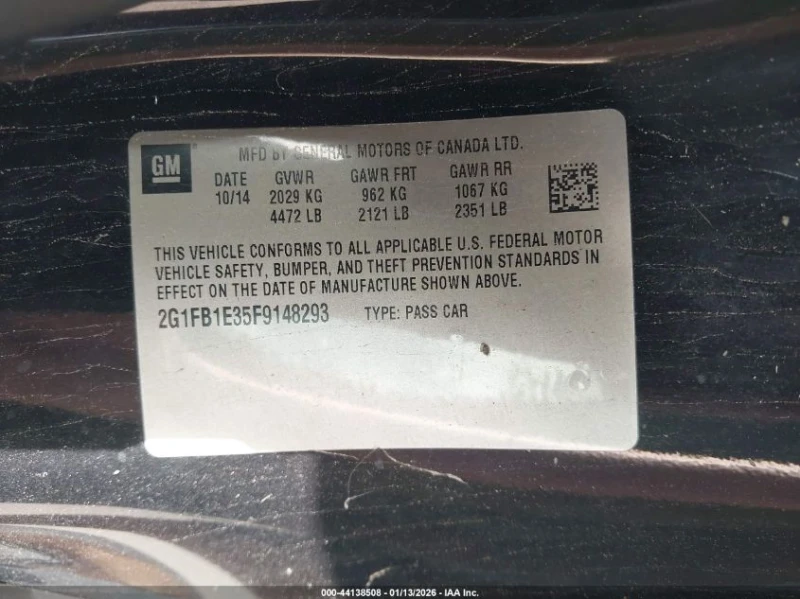 GM
MFD BY GENERAL MOTORS OF CANADA LTD.
DATE GVWR GAWR FRT GAWR RR
10/14 2029 KG 962 KG 1067 KG
4472 LB 2121 LB 2351 LB
THIS VEHICLE CONFORMS TO ALL APPLICABLE U.S. FEDERAL MOTOR
VEHICLE SAFETY, BUMPER, AND THEFT PREVENTION STANDARDS IN
EFFECT ON THE DATE OF MANUFACTURE SHOWN ABOVE.
2G1FB1E35F9148293 TYPE: PASS CAR
000-44138508 - 01/13/2026 - IAA Inc.